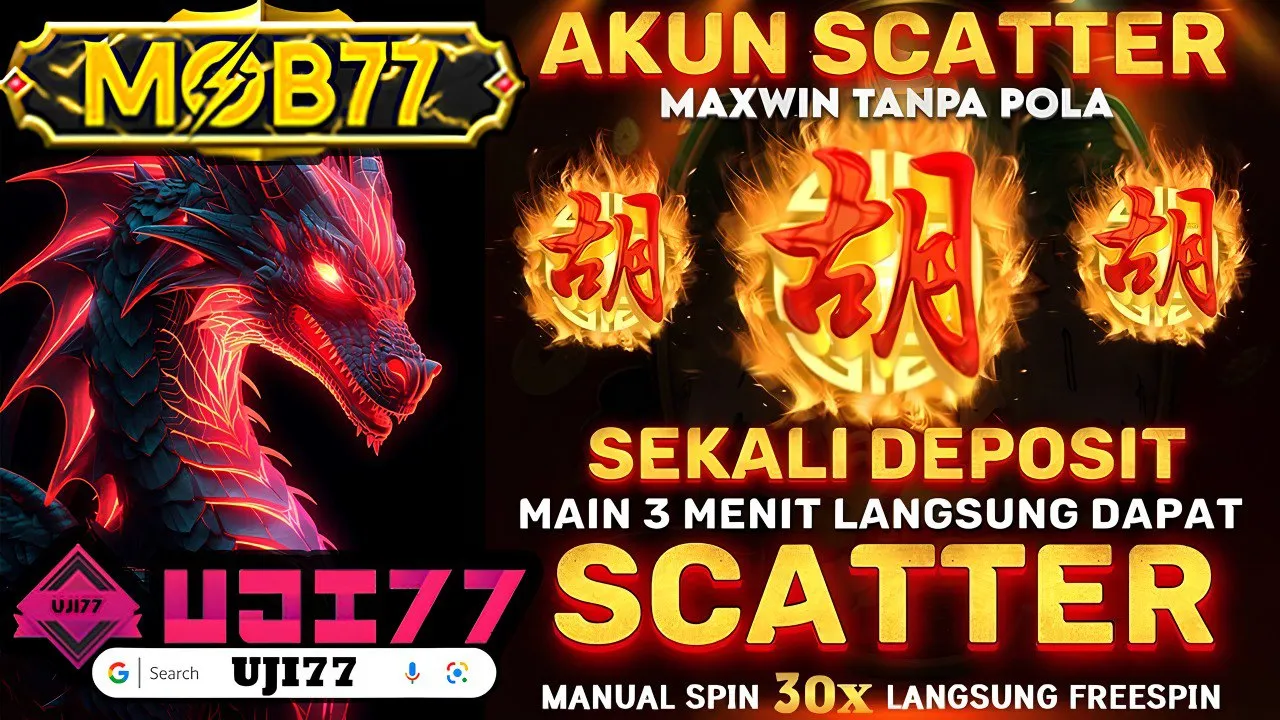 MOB77
AKUN SCATTER
MAXWIN TANPA POLA
胡 胡 胡
SEKALI DEPOSIT
MAIN 3 MENIT LANGSUNG DAPAT
SCATTER
MANUAL SPIN 30x LANGSUNG FREESPIN
UJI77 UJI77
G Search UJI77